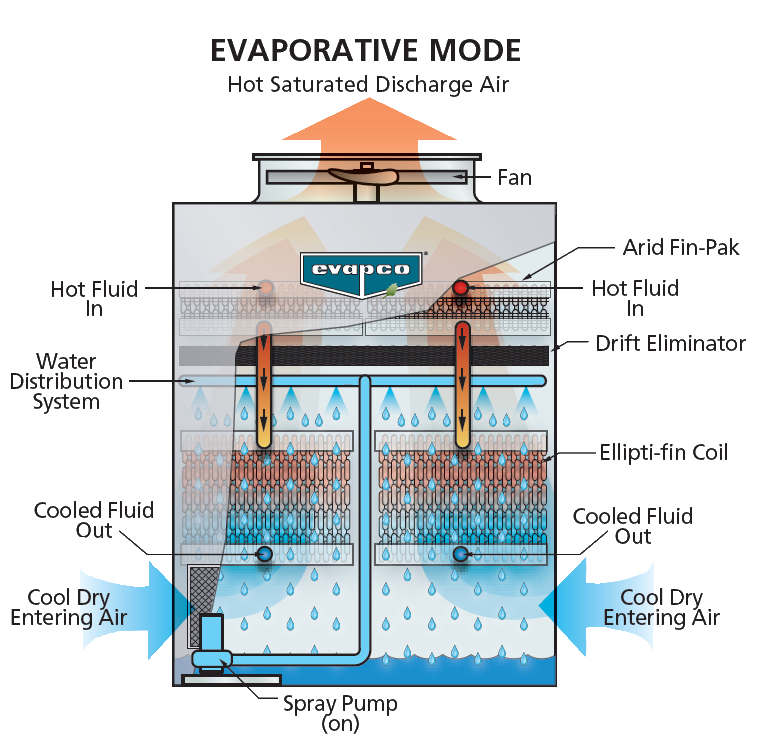 EVAPORATIVE MODE
Hot Saturated Discharge Air
Fan
evapco
Arid Fin-Pak
Hot Fluid
In
Hot Fluid
In
Drift Eliminator
Water
Distribution
System
Ellipti-fin Coil
Cooled Fluid
Out
Cooled Fluid
Out
Cool Dry
Entering Air
Cool Dry
Entering Air
Spray Pump
(on)